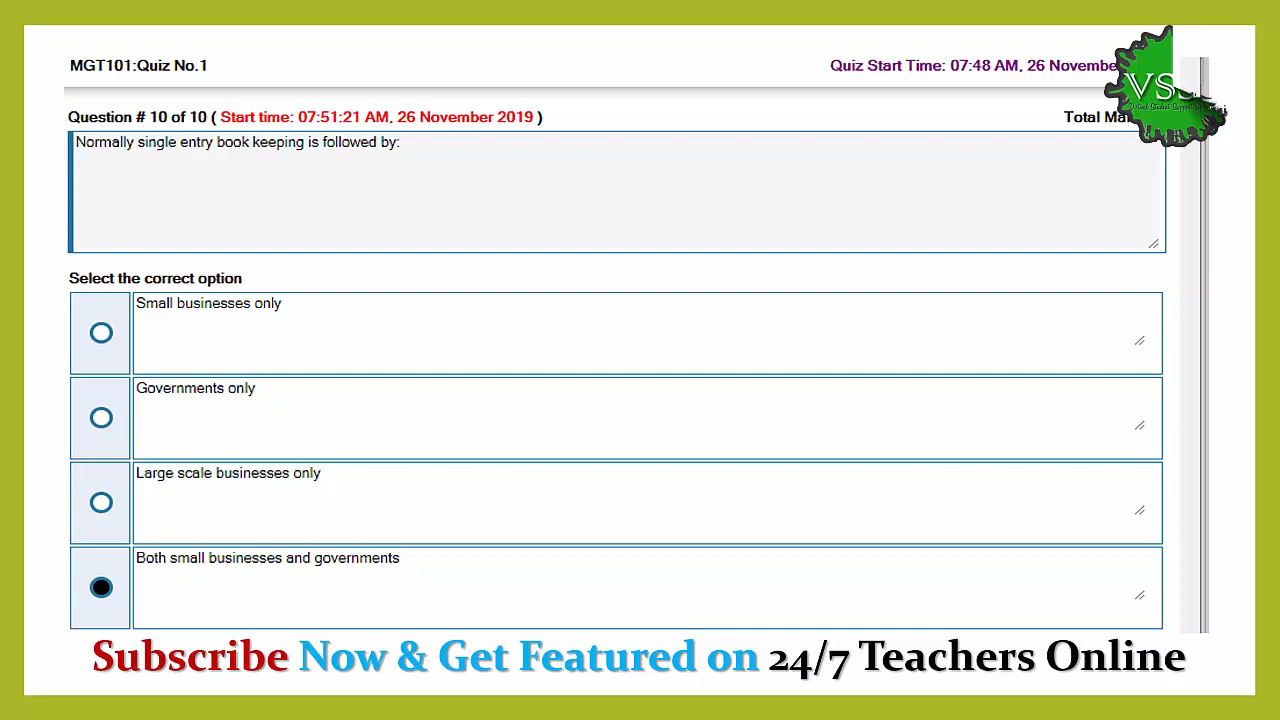 MGT101:Quiz No.1
Quiz Start Time: 07:48 AM, 26 Novembe
Question # 10 of 10 ( Start time: 07:51:21 AM, 26 November 2019 )
Total Ma
VSS
Normally single entry book keeping is followed by:
Select the correct option
Small businesses only
Governments only
Large scale businesses only
Both small businesses and governments
Subscribe Now & Get Featured on 24/7 Teachers Online